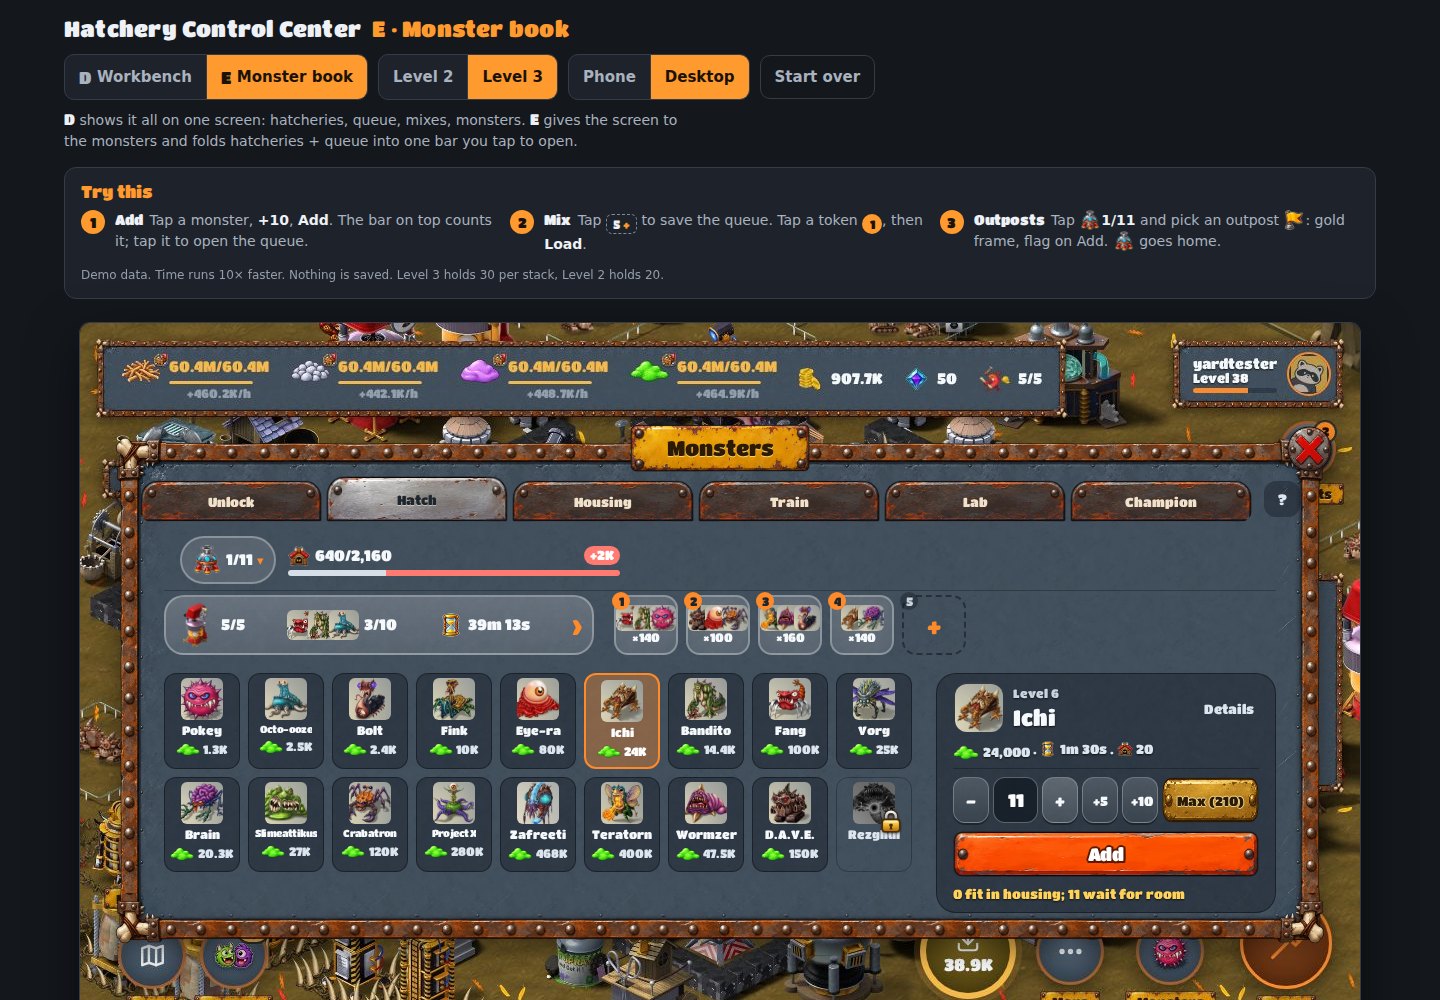 Hatchery Control Center E · Monster book
D Workbench E Monster book Level 2 Level 3 Phone Desktop Start over
D shows it all on one screen: hatcheries, queue, mixes, monsters. E gives the screen to
the monsters and folds hatcheries + queue into one bar you tap to open.
Try this
1 Add Tap a monster, +10, Add. The bar on top counts
it; tap it to open the queue.
2 Mix Tap 5 + to save the queue. Tap a token 1, then
Load.
3 Outposts Tap 1/11 and pick an outpost : gold
frame, flag on Add. goes home.
Demo data. Time runs 10× faster. Nothing is saved. Level 3 holds 30 per stack, Level 2 holds 20.
60.4M/60.4M 60.4M/60.4M 60.4M/60.4M 60.4M/60.4M 907.7K 50 5/5
+460.2K/h +442.1K/h +448.7K/h +464.9K/h
yardtester
Level 38
Monsters
Unlock Hatch Housing Train Lab Champion ?
1/11 640/2,160 +2K
5/5 3/10 39m 13s
1 2 3 4 5
×140 ×100 ×160 ×140 +
Pokey Octo-ooze Bolt Fink Eye-ra Ichi Bandito Fang Vorg
1.3K 2.5K 2.4K 10K 80K 24K 14.4K 100K 25K
Brain Slimeattikus Crabatron Project X Zafreeti Teratorn Wormzer D.A.V.E. Rezghul
20.3K 27K 120K 280K 468K 400K 47.5K 150K
Level 6
Ichi
Details
24,000 · 1m 30s · 20
- 11 + +5 +10 Max (210)
Add
0 fit in housing; 11 wait for room
38.9K